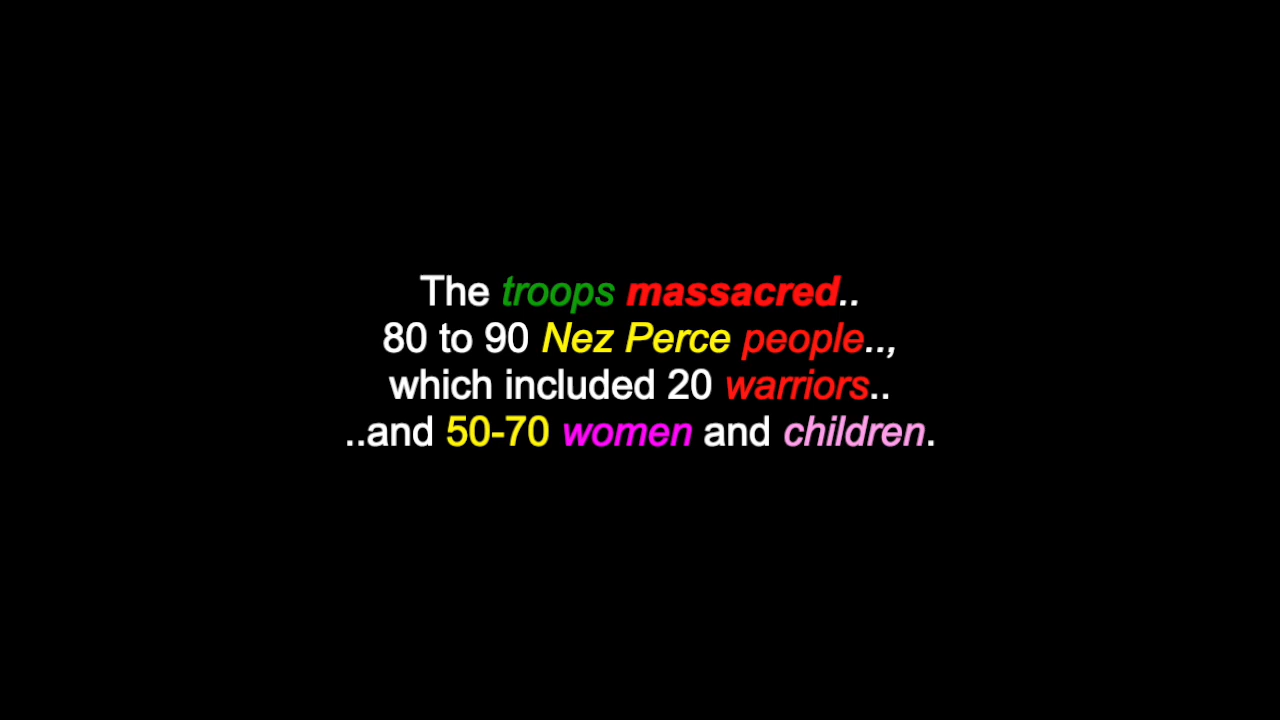 The troops massacred..
80 to 90 Nez Perce people..,
which included 20 warriors..
..and 50-70 women and children.